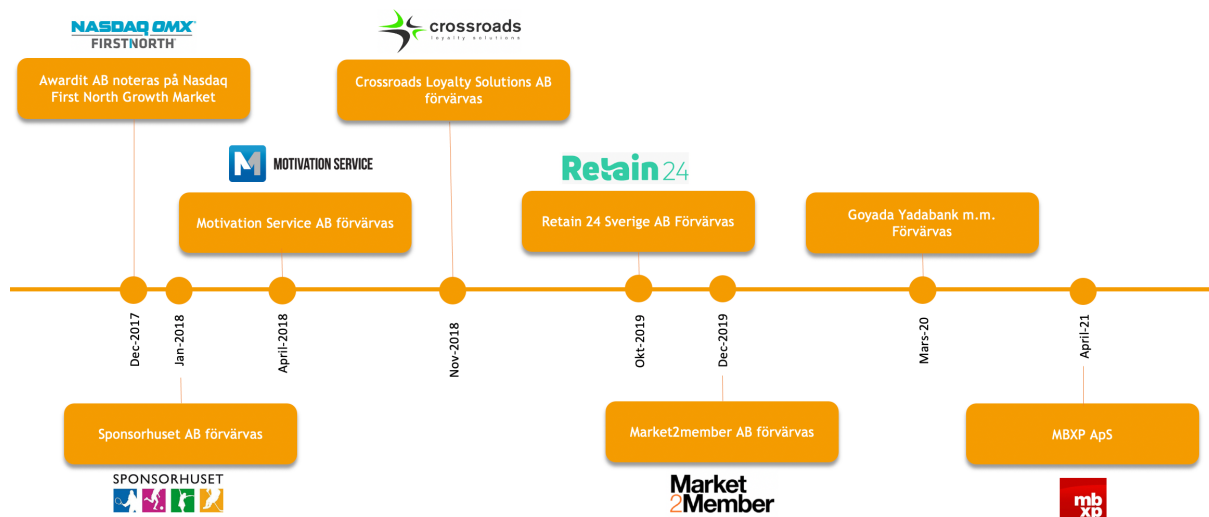 NASDAQ OMX™
FIRSTNORTH
crossroads
loyalty solutions
Awardit AB noteras på Nasdaq
First North Growth Market
Crossroads Loyalty Solutions AB
förvärvas
MOTIVATION SERVICE
Retain 24
Motivation Service AB förvärvas
Retain 24 Sverige AB Förvärvas
Goyada Yadabank m.m.
Förvärvas
Dec-2017
Jan-2018
April-2018
Nov-2018
Okt-2019
Dec-2019
Mars-20
April-21
Sponsorhuset AB förvärvas
Market2member AB förvärvas
MBXP ApS
SPONSORHUSET
Market
2Member
mb
xp